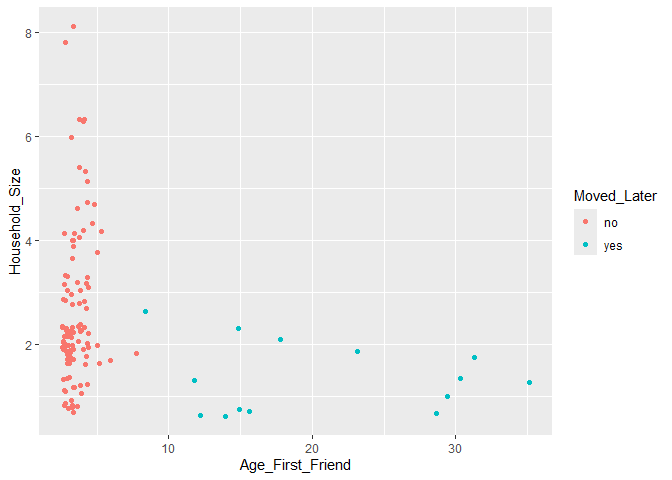 8
6
4
2
Household_Size
10
20
30
Age_First_Friend
Moved_Later
no
yes